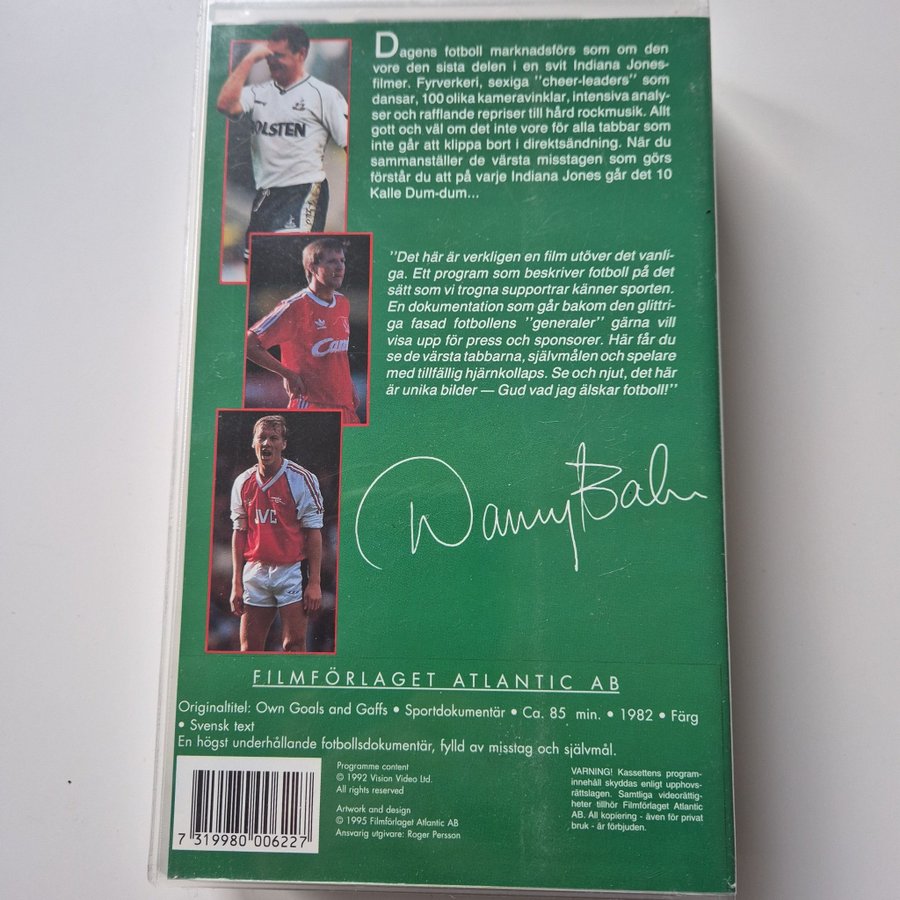 Dagens fotboll marknadsförs som om den
vore den sista delen i en svit Indiana Jones-
filmer. Fyrverkeri, sexiga "cheer-leaders" som
dansar, 100 olika kameravinklar, intensiva analy-
ser och rafflande repriser till hård rockmusik. Allt
gott och väl om det inte vore för alla tabbar som
inte går att klippa bort i direktsändning. När du
sammanställer de värsta misstagen som görs
förstår du att på varje Indiana Jones går det 10
Kalle Dum-dum...
HOLSTEN
"Det här är verkligen en film utöver det vanli-
ga. Ett program som beskriver fotboll på det
sätt som vi trogna supportrar känner sporten.
En dokumentation som går bakom den glittri-
ga fasad fotbollens "generaler" gärna vill
visa upp för press och sponsorer. Här får du
se de värsta tabbarna, självmålen och spelare
med tillfällig hjärnkollaps. Se och njut, det här
är unika bilder — Gud vad jag älskar fotboll!"
Can
JVC
Danny Baker
FILMFÖRLAGET ATLANTIC AB
Originaltitel: Own Goals and Gaffs • Sportdokumentär • Ca. 85 min. • 1982 • Färg
• Svensk text
En högst underhållande fotbollsdokumentär, fylld av misstag och självmål.
Programme content
© 1992 Vision Video Ltd.
All rights reserved
Artwork and design
© 1995 Filmförlaget Atlantic AB
Ansvarig utgivare: Roger Persson
VARNING! Kassettens program-
innehåll skyddas enligt upphovs-
rättslagen. Samtliga videorättig-
heter tillhör Filmförlaget Atlantic
AB. All kopiering - även för privat
bruk - är förbjuden.
7 319980 006227